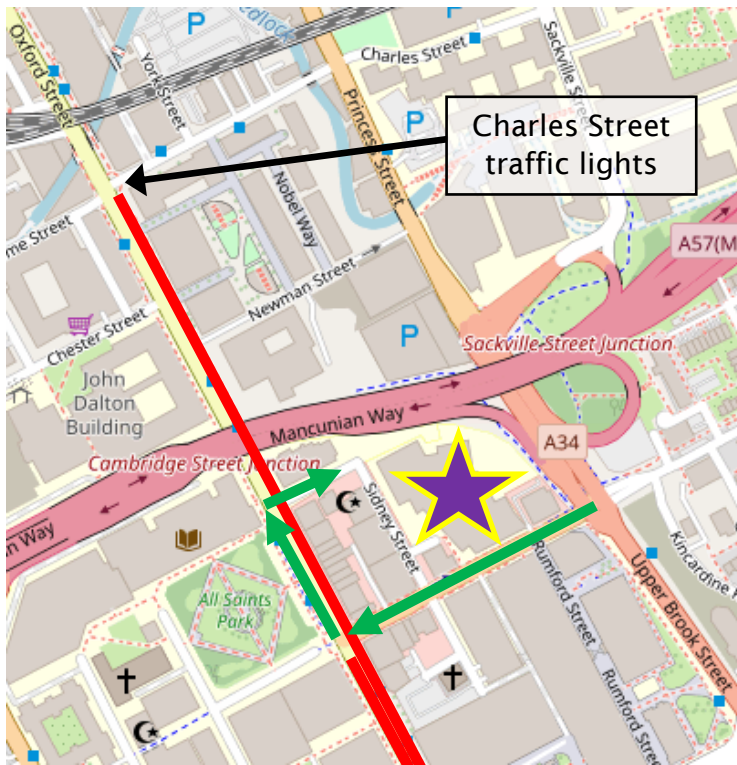 Oxford Street
York Street
P
edlock
Charles Street
Sackville Street
P
Princess Street
P
Charles Street
traffic lights
me Street
Nobel Way
Newman Street
A57(M
Chester Street
P
Sackville Street Junction
John
Dalton
Building
Mancunian Way
A34
Cambridge Street Junction
n Way
Sidney Street
Kincardine
All Saints
Park
Rumford Street
Upper Brook Street
Rumford Street